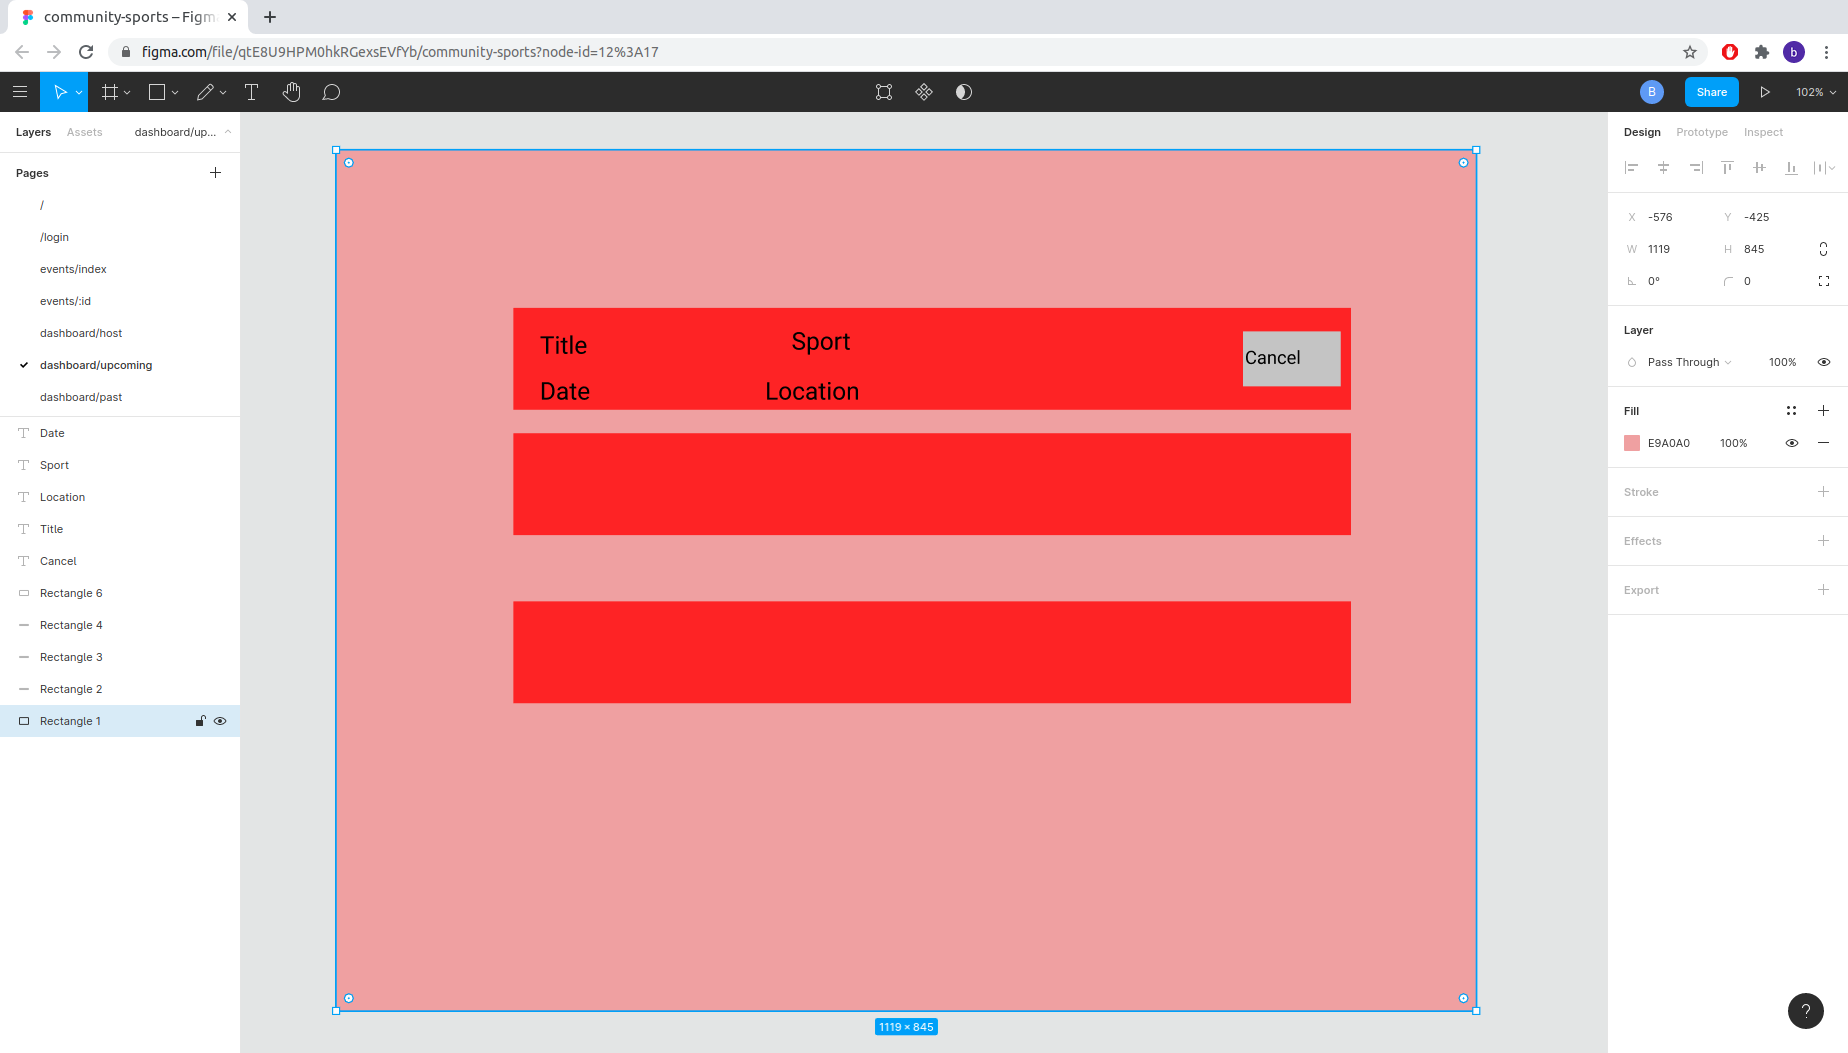 community-sports – Figm
figma.com/file/qtE8U9HPM0hkRGexsEVfYb/community-sports?node-id=12%3A17
b
B
Share
102%
Layers
Assets
dashboard/up...
Pages
/
/login
events/index
events/:id
dashboard/host
dashboard/upcoming
dashboard/past
Date
Sport
Location
Title
Cancel
Rectangle 6
Rectangle 4
Rectangle 3
Rectangle 2
Rectangle 1
Title
Sport
Cancel
Date
Location
1119 × 845
Design
Prototype
Inspect
X -576
Y -425
W 1119
H 845
0°
0
Layer
Pass Through
100%
Fill
E9A0A0
100%
Stroke
Effects
Export
?